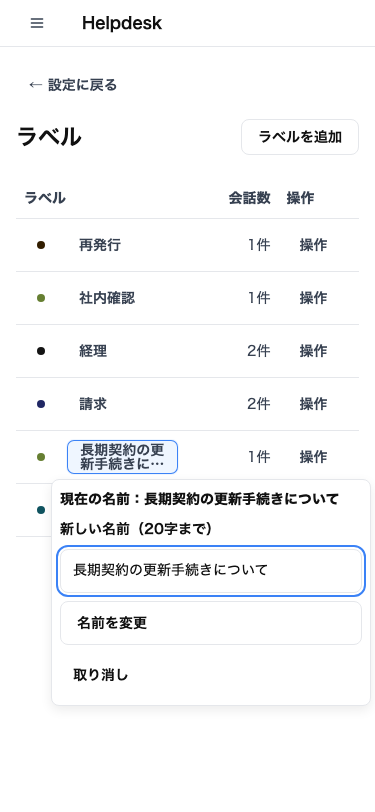 Helpdesk
← 設定に戻る
ラベル
ラベルを追加
ラベル 会話数 操作
再発行 1件 操作
社内確認 1件 操作
経理 2件 操作
請求 2件 操作
長期契約の更
新手続きに… 1件 操作
現在の名前：長期契約の更新手続きについて
新しい名前（20字まで）
長期契約の更新手続きについて
名前を変更
取り消し